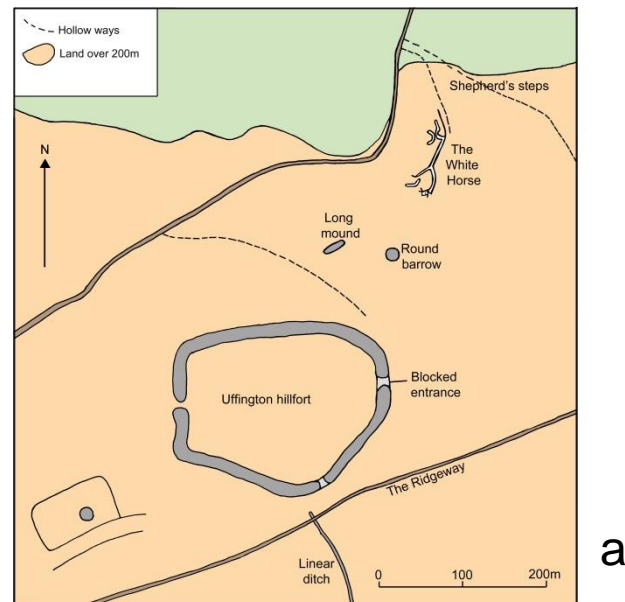 Hollow ways
Land over 200m
N
Shepherd's steps
The
White
Horse
Long
mound
Round
barrow
Blocked
entrance
Uffington hillfort
The Ridgeway
Linear
ditch
0 100 200m
a